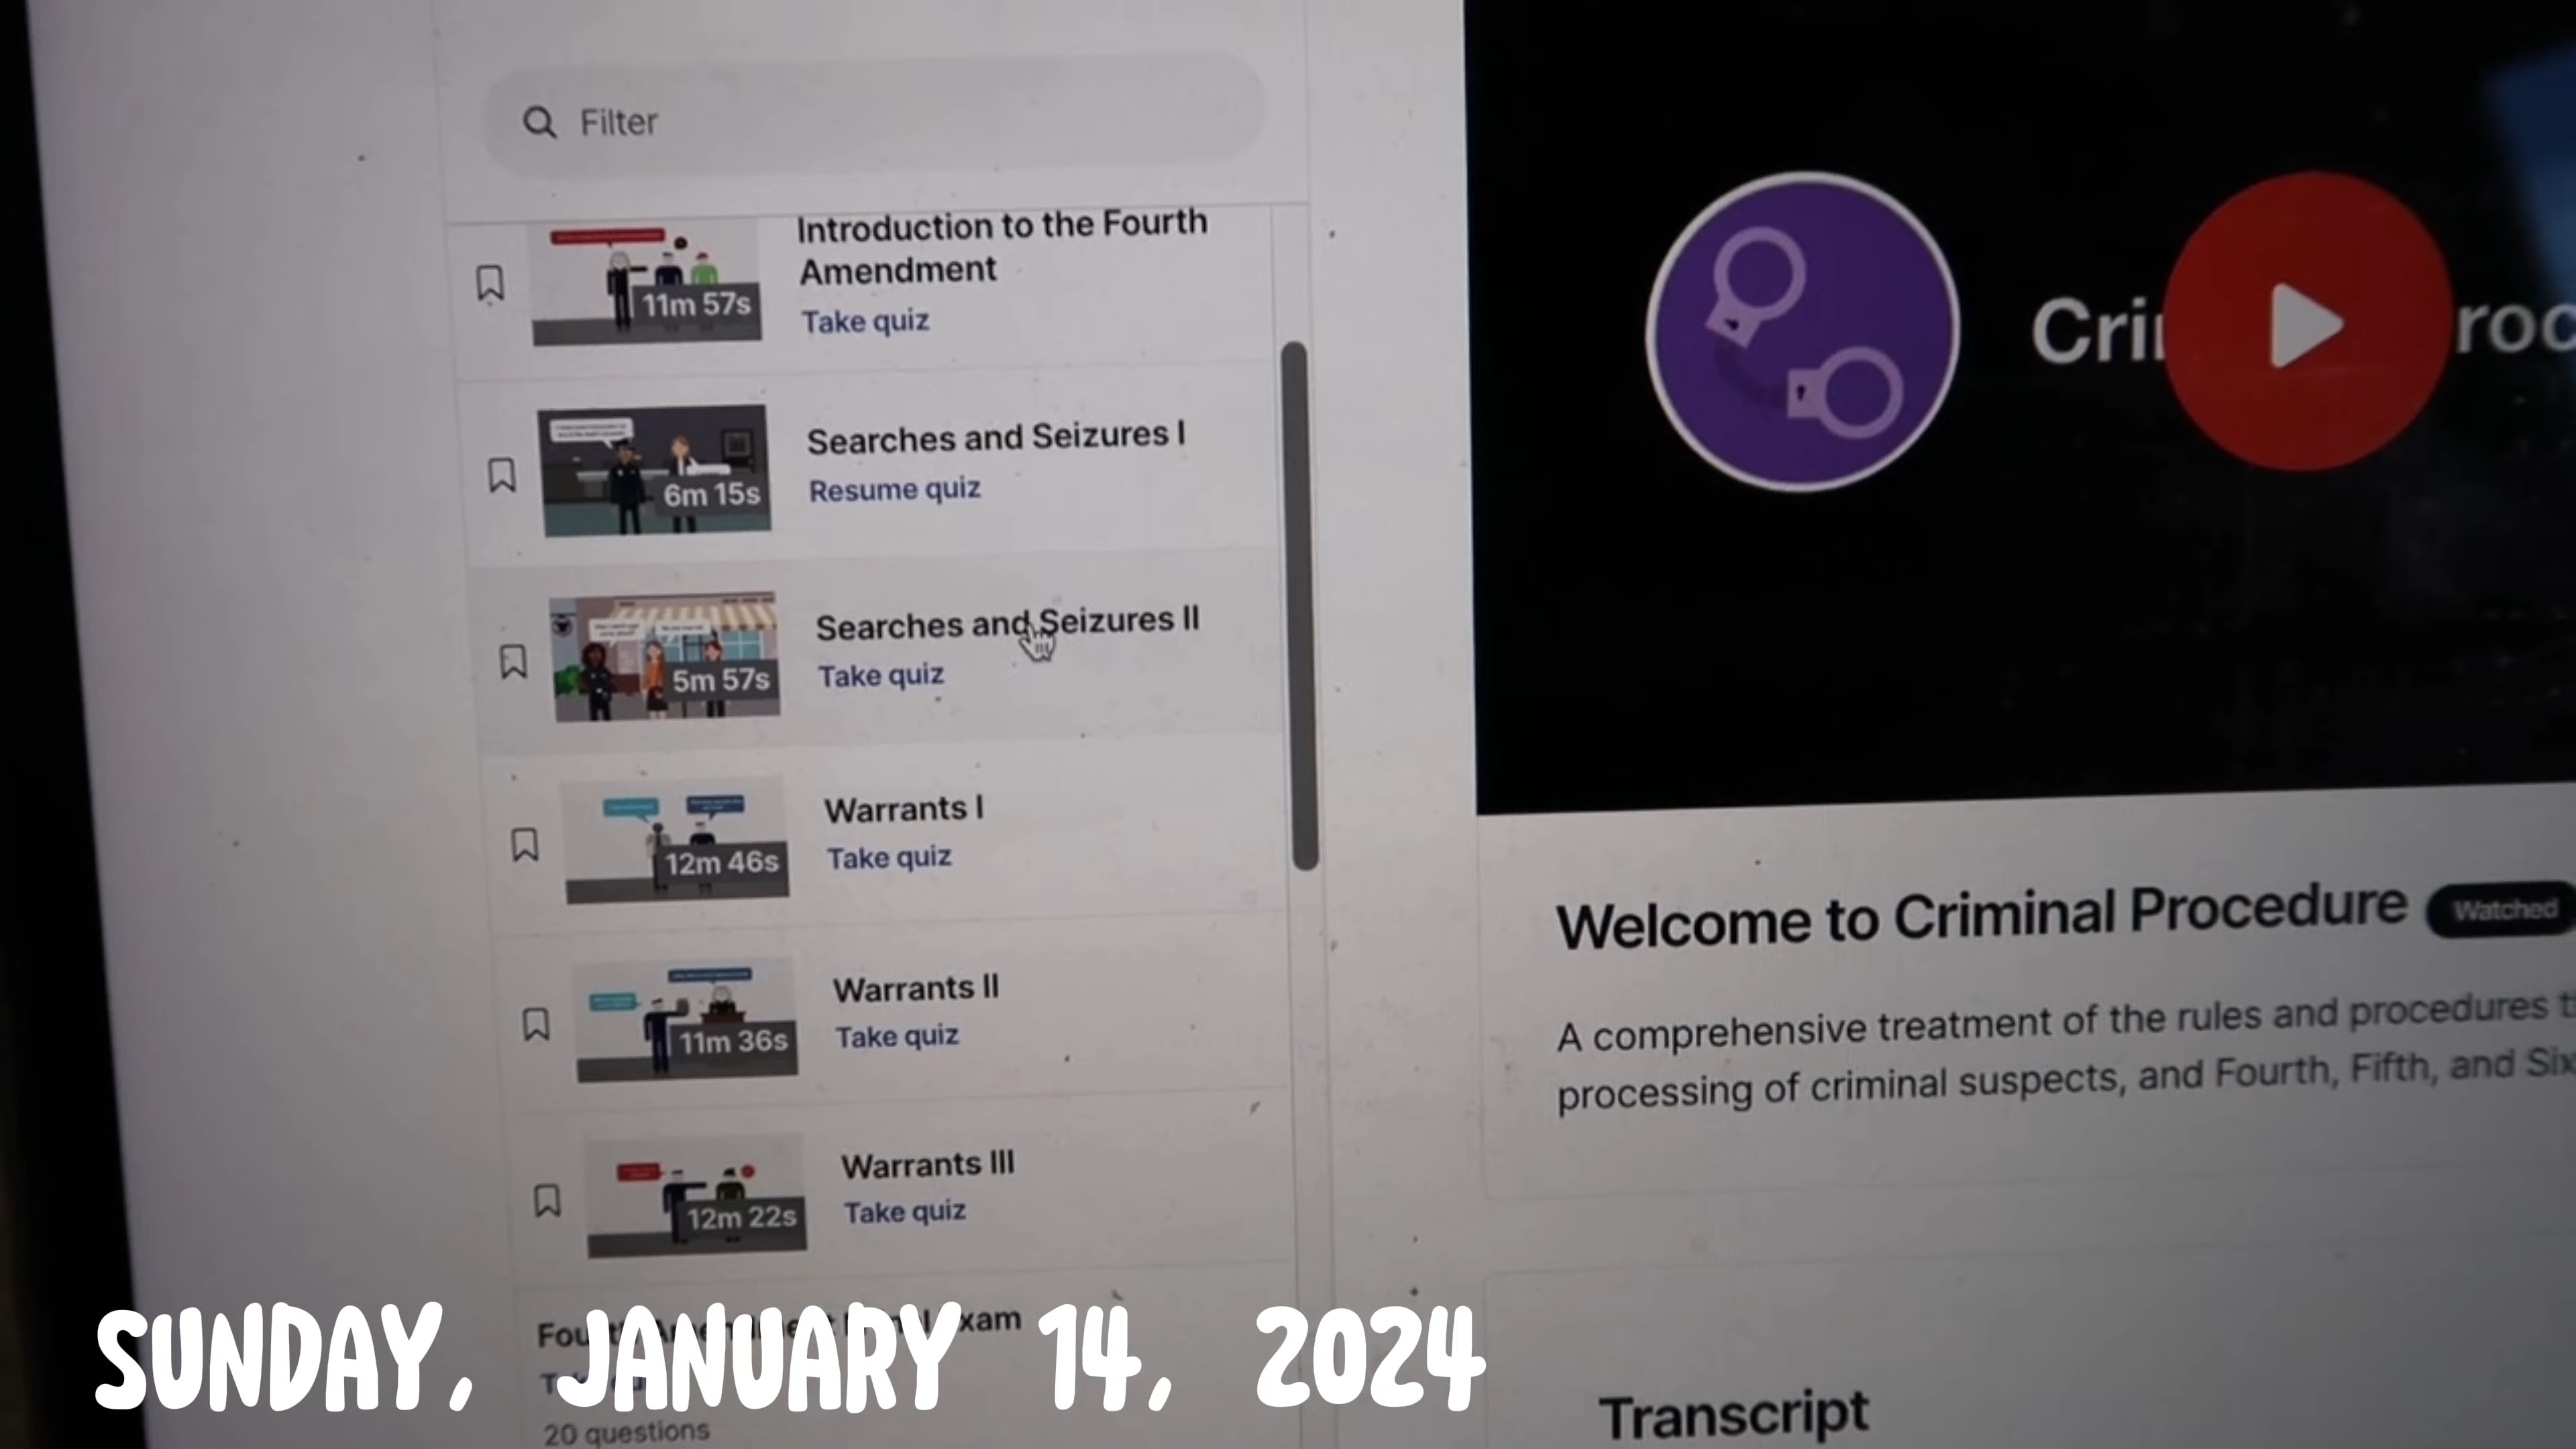 Filter
Introduction to the Fourth
Amendment
Take quiz
11m 57s
Searches and Seizures I
Resume quiz
6m 15s
Searches and Seizures II
Take quiz
5m 57s
Warrants I
Take quiz
12m 46s
Warrants II
Take quiz
11m 36s
Warrants III
Take quiz
12m 22s
20 questions
Cri
roc
Welcome to Criminal Procedure Watched
A comprehensive treatment of the rules and procedures
processing of criminal suspects, and Fourth, Fifth, and Six
Transcript
SUNDAY, JANUARY 14, 2024